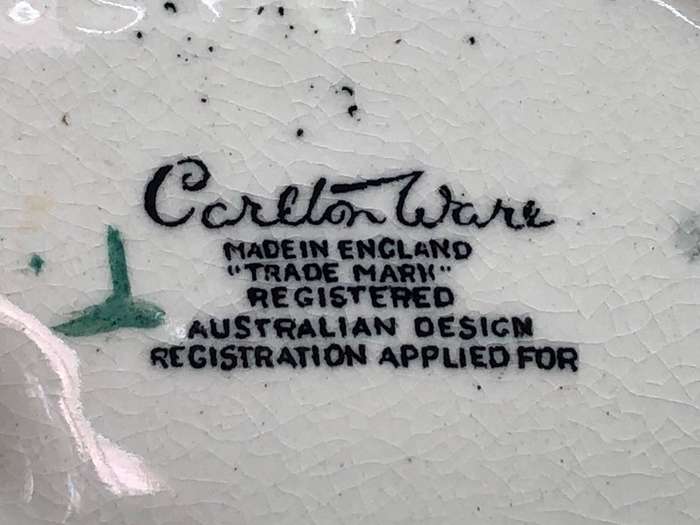 Carlton Ware
MADE IN ENGLAND
"TRADE MARK"
REGISTERED
AUSTRALIAN DESIGN
REGISTRATION APPLIED FOR